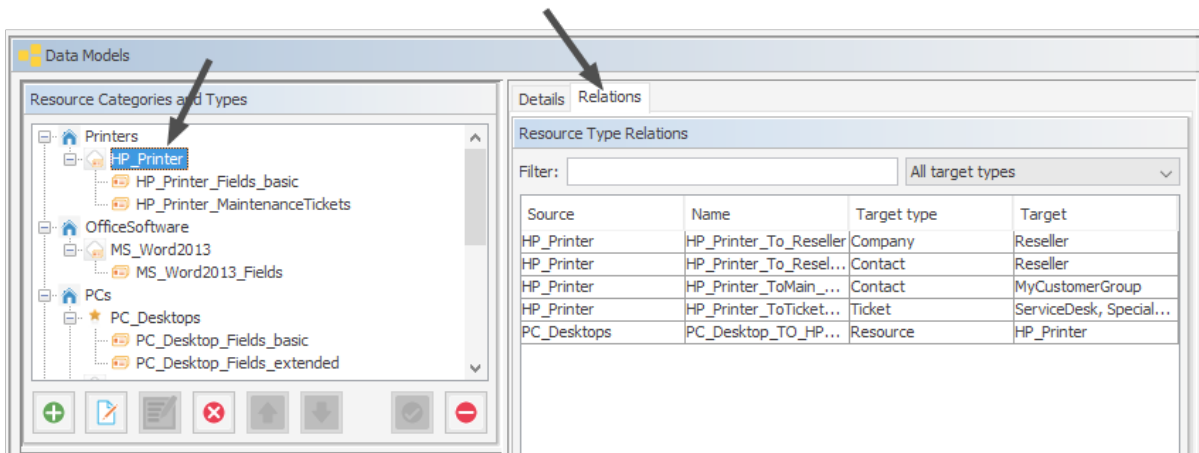 Data Models
Resource Categories and Types
Printers
HP_Printer
HP_Printer_Fields_basic
HP_Printer_MaintenanceTickets
OfficeSoftware
MS_Word2013
MS_Word2013_Fields
PCs
PC_Desktops
PC_Desktop_Fields_basic
PC_Desktop_Fields_extended
Details Relations
Resource Type Relations
Filter: All target types
Source Name Target type Target
HP_Printer HP_Printer_To_Reseller Company Reseller
HP_Printer HP_Printer_To_Resel... Contact Reseller
HP_Printer HP_Printer_ToMain_... Contact MyCustomerGroup
HP_Printer HP_Printer_ToTicket... Ticket ServiceDesk, Special...
PC_Desktops PC_Desktop_TO_HP... Resource HP_Printer